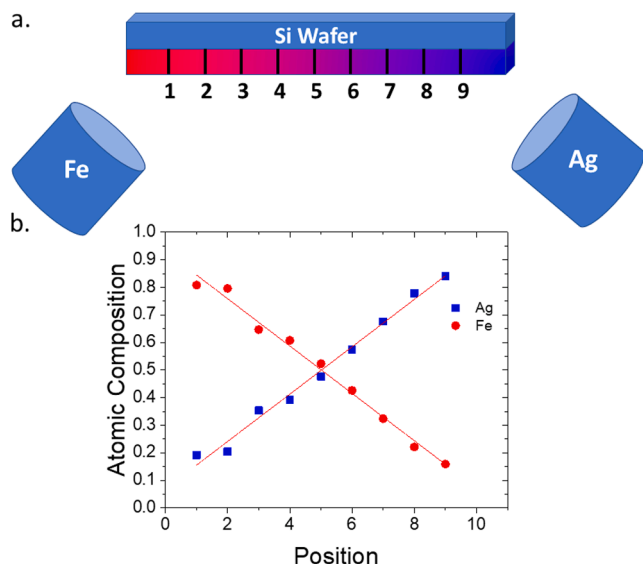 a.
Si Wafer
1 2 3 4 5 6 7 8 9
Fe
Ag
b.
1.0
0.9
0.8
0.7
0.6
0.5
0.4
0.3
0.2
0.1
0.0
Atomic Composition
Ag
Fe
0 2 4 6 8 10
Position